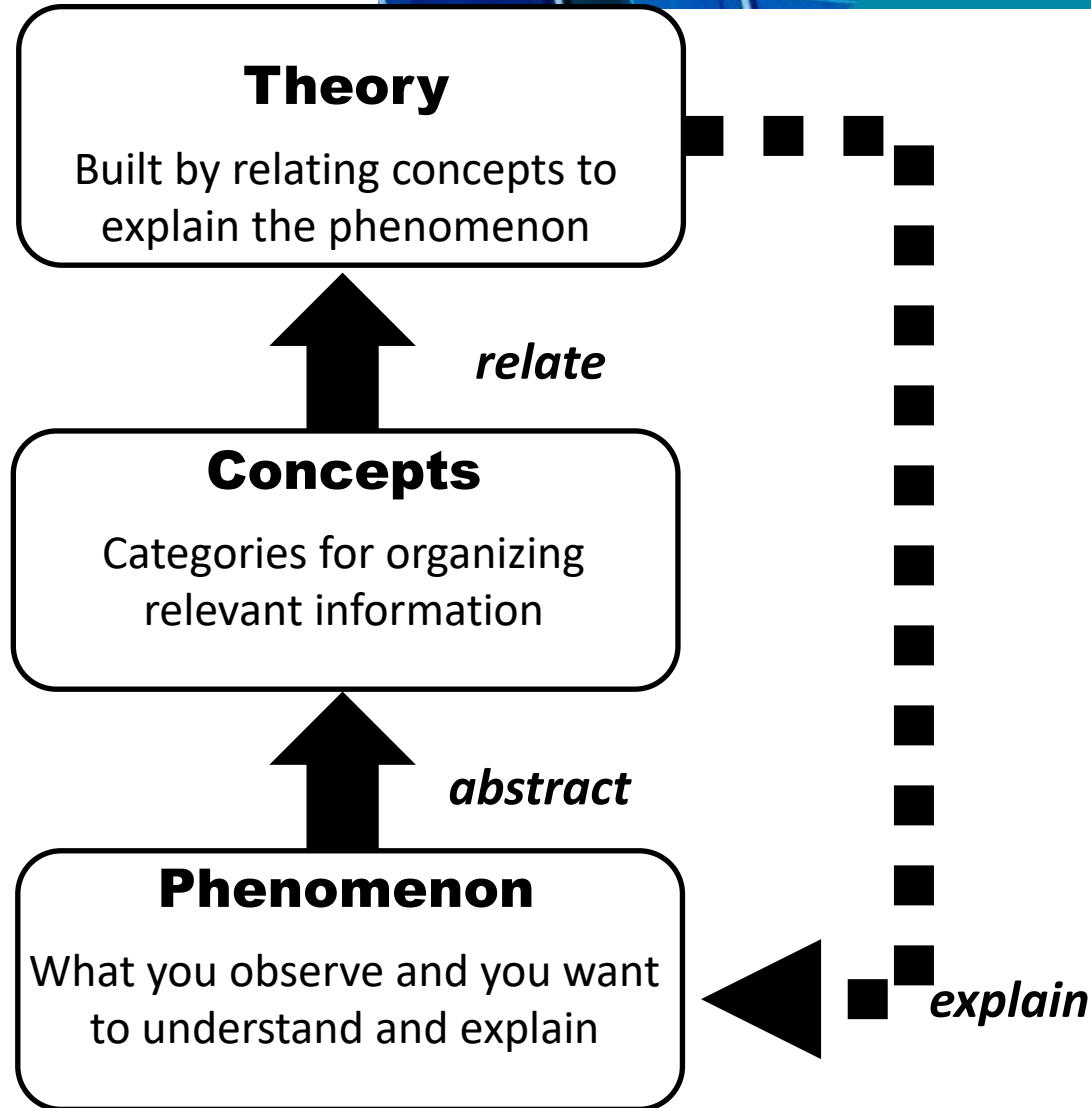 Theory
Built by relating concepts to
explain the phenomenon
relate
Concepts
Categories for organizing
relevant information
abstract
Phenomenon
What you observe and you want
to understand and explain
explain